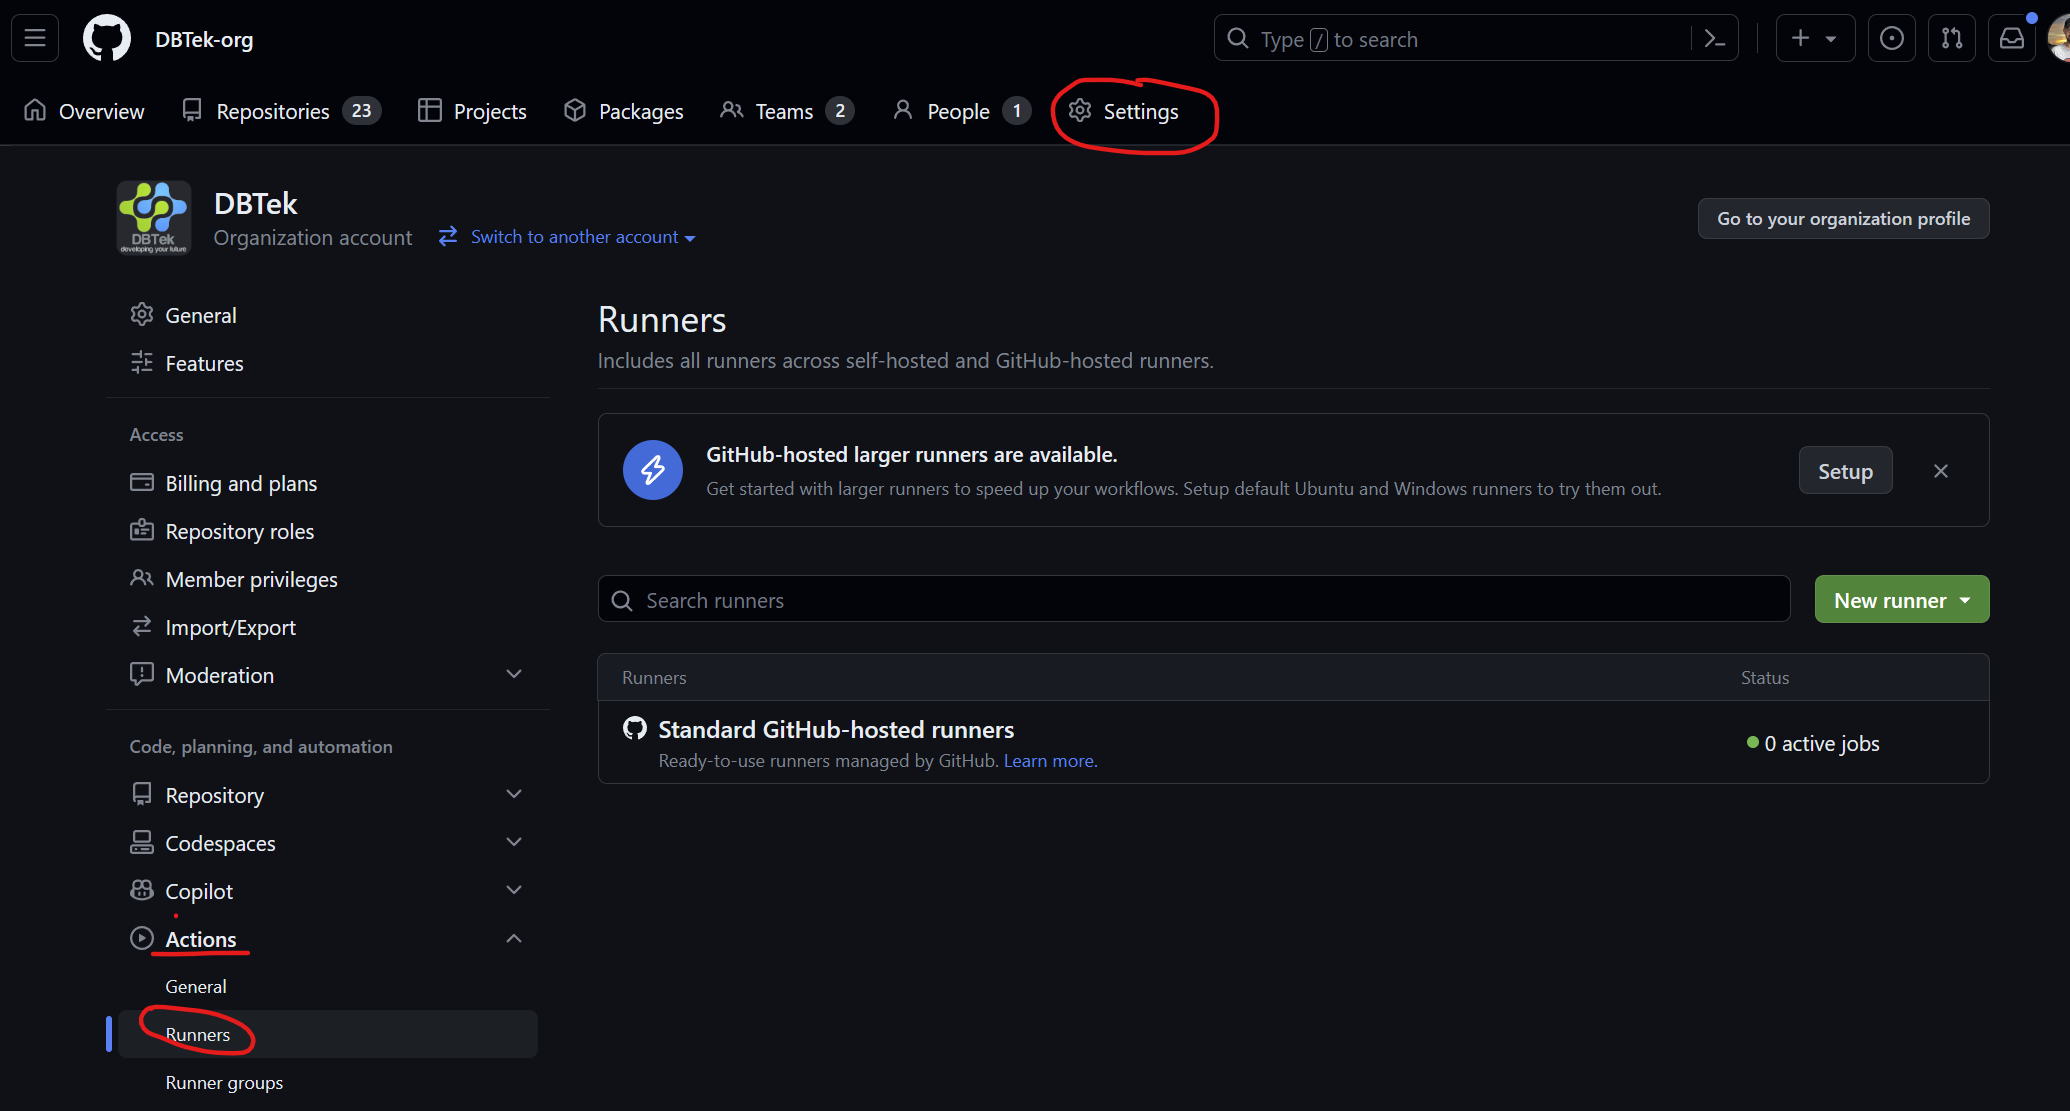 DBTek-org
Type / to search
Overview
Repositories 23
Projects
Packages
Teams 2
People 1
Settings
DBTek
developing your future
DBTek
Organization account
Switch to another account
Go to your organization profile
General
Features
Access
Billing and plans
Repository roles
Member privileges
Import/Export
Moderation
Code, planning, and automation
Repository
Codespaces
Copilot
Actions
General
Runners
Runner groups
Runners
Includes all runners across self-hosted and GitHub-hosted runners.
GitHub-hosted larger runners are available.
Get started with larger runners to speed up your workflows. Setup default Ubuntu and Windows runners to try them out.
Setup
Search runners
New runner
Runners
Status
Standard GitHub-hosted runners
Ready-to-use runners managed by GitHub. Learn more.
0 active jobs